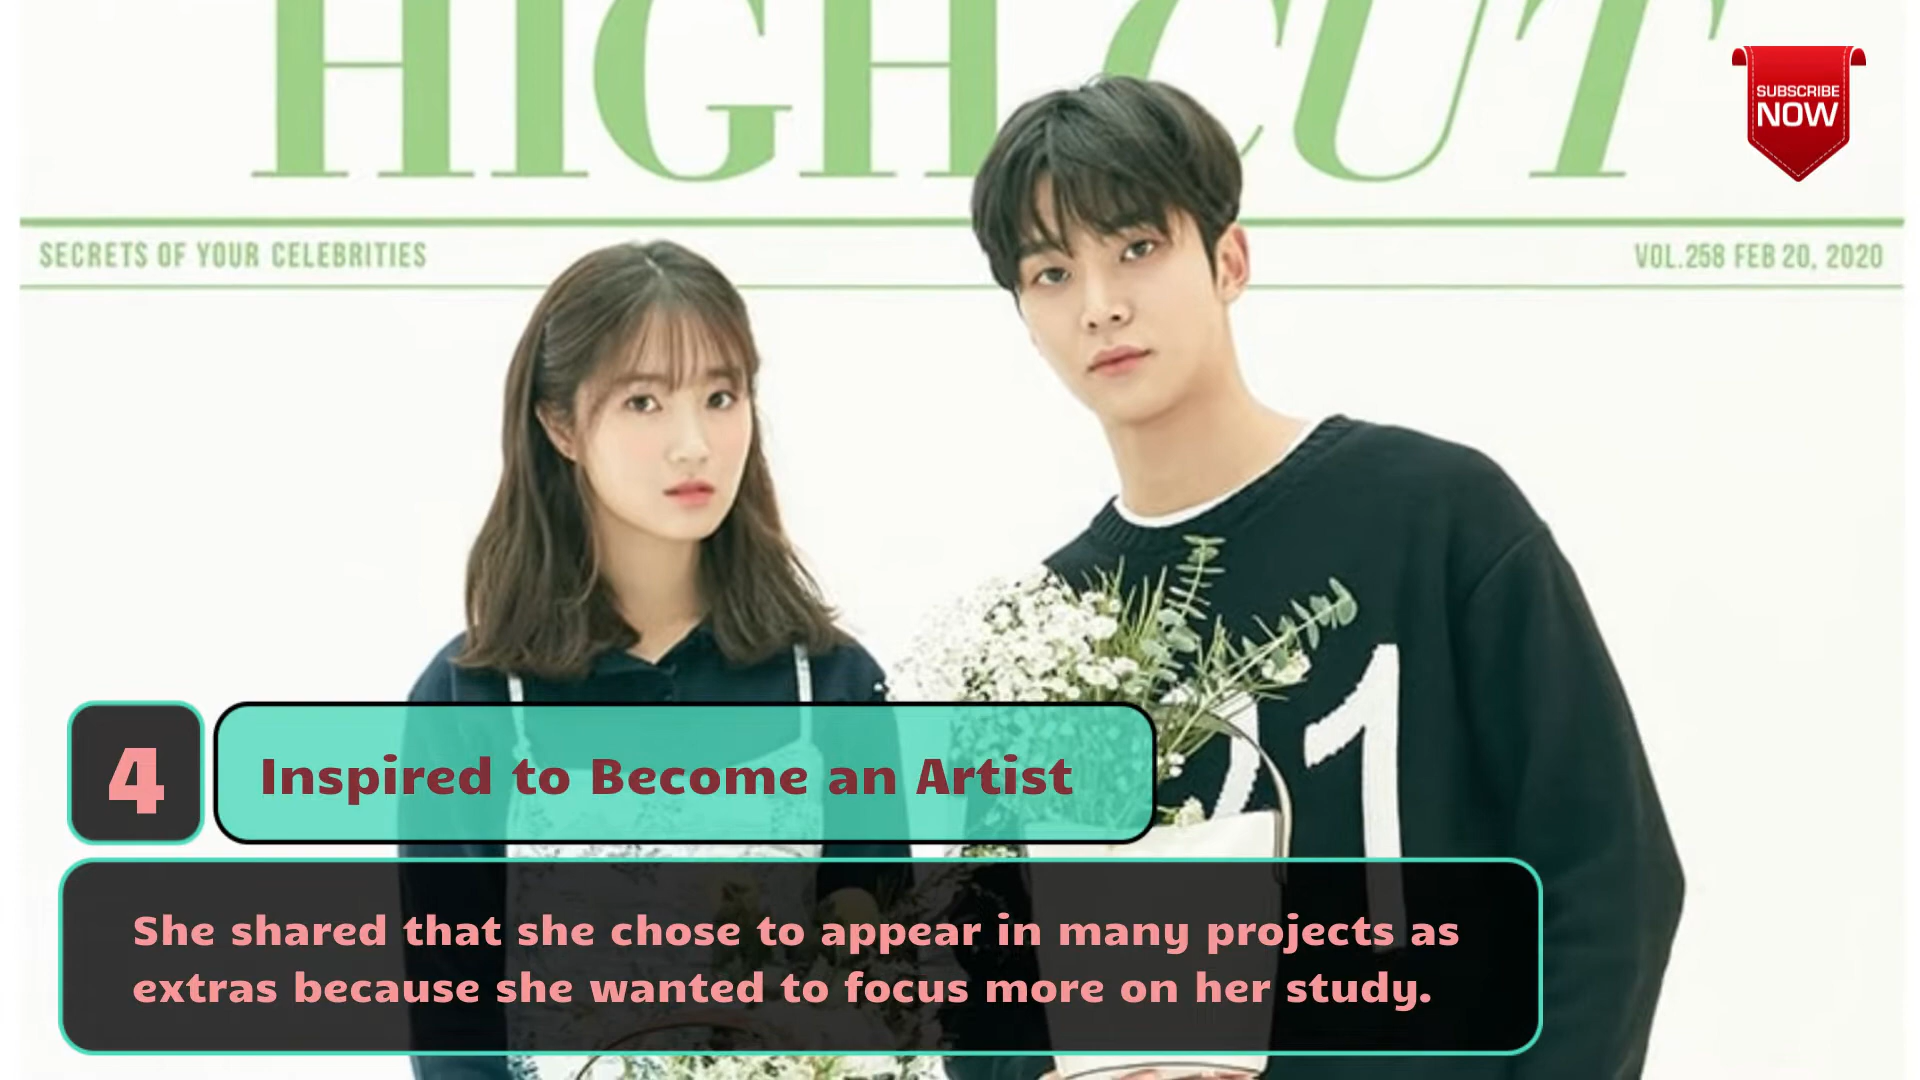 HIGH CUT
SUBSCRIBE
NOW
SECRETS OF YOUR CELEBRITIES
VOL.258 FEB 20, 2020
21
4
Inspired to Become an Artist
She shared that she chose to appear in many projects as
extras because she wanted to focus more on her study.